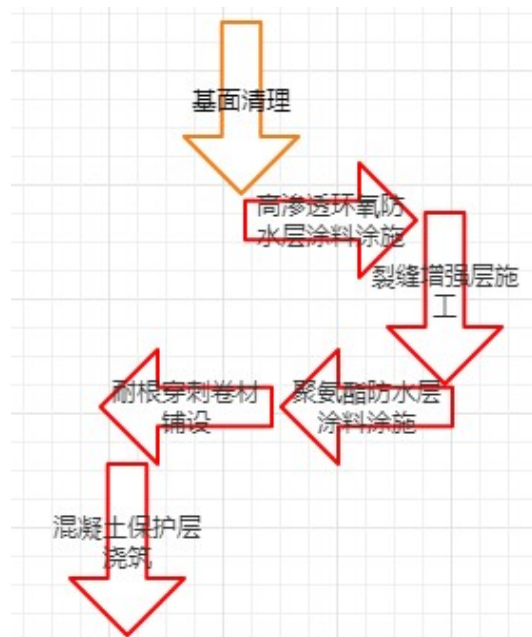 基面清理
高渗透环氧防
水层涂料涂施
裂缝增强层施
工
聚氨酯防水层
涂料涂施
耐根穿刺卷材
铺设
混凝土保护层
浇筑